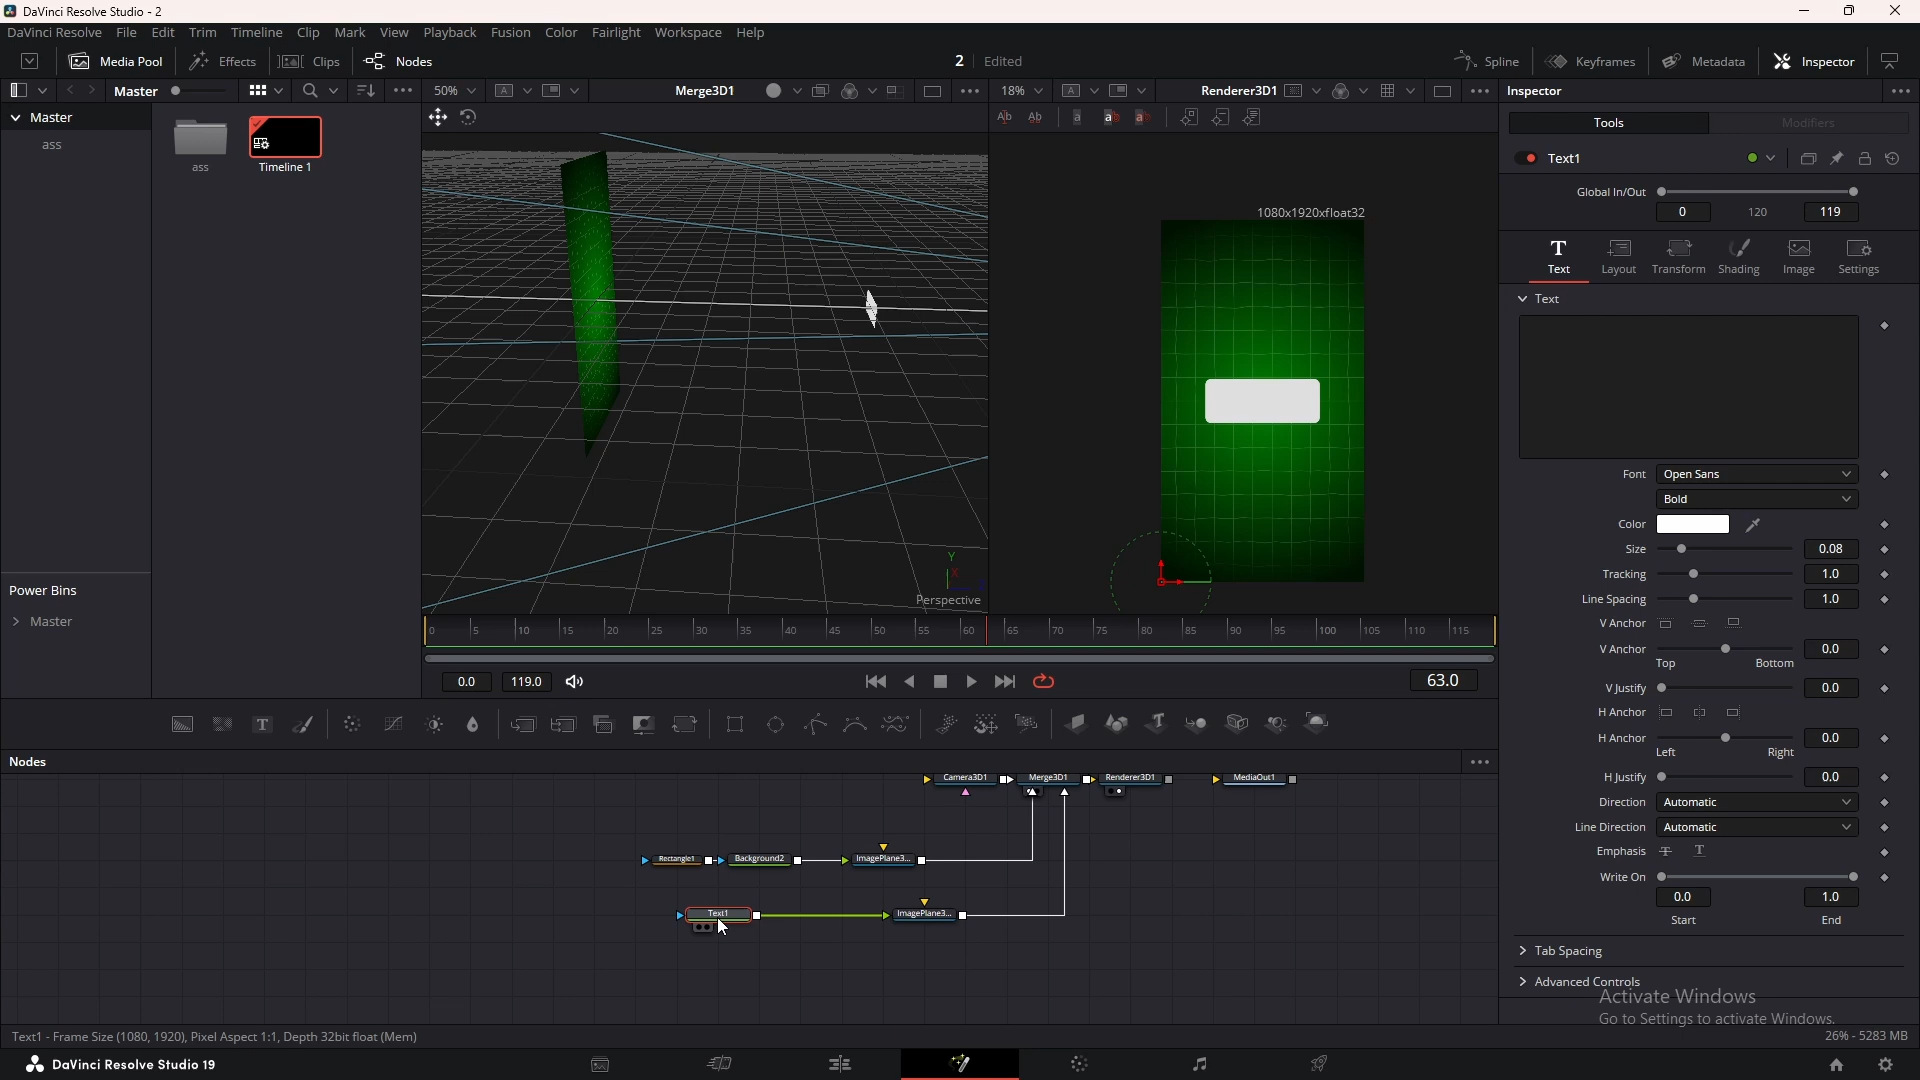 DaVinci Resolve Studio - 2
DaVinci Resolve File Edit Trim Timeline Clip Mark View Playback Fusion Color Fairlight Workspace Help
Media Pool Effects Clips Nodes 2 Edited Spline Keyframes Metadata Inspector
Master 50% Merge3D1 18% Renderer3D1 Inspector
Master
ass
ass
Timeline 1
Tools Modifiers
Text1
Global In/Out
0 120 119
Text Layout Transform Shading Image Settings
Text
1080x1920xfloat32
Y
X
Perspective
Font Open Sans
Bold
Color
Size 0.08
Tracking 1.0
Line Spacing 1.0
V Anchor
V Anchor 0.0
Top Bottom
V Justify 0.0
H Anchor
H Anchor 0.0
Left Right
H Justify 0.0
Direction Automatic
Line Direction Automatic
Emphasis T T
Write On
0.0 1.0
Start End
Tab Spacing
Advanced Controls
Power Bins
Master
0 5 10 15 20 25 30 35 40 45 50 55 60 65 70 75 80 85 90 95 100 105 110 115
0.0 119.0 63.0
Nodes
Camera3D1 Merge3D1 Renderer3D1 MediaOut1
Rectangle1 Background2 ImagePlane3...
Text1 ImagePlane3...
Activate Windows
Go to Settings to activate Windows.
Text1 - Frame Size (1080, 1920), Pixel Aspect 1:1, Depth 32bit float (Mem) 26% - 5283 MB
DaVinci Resolve Studio 19